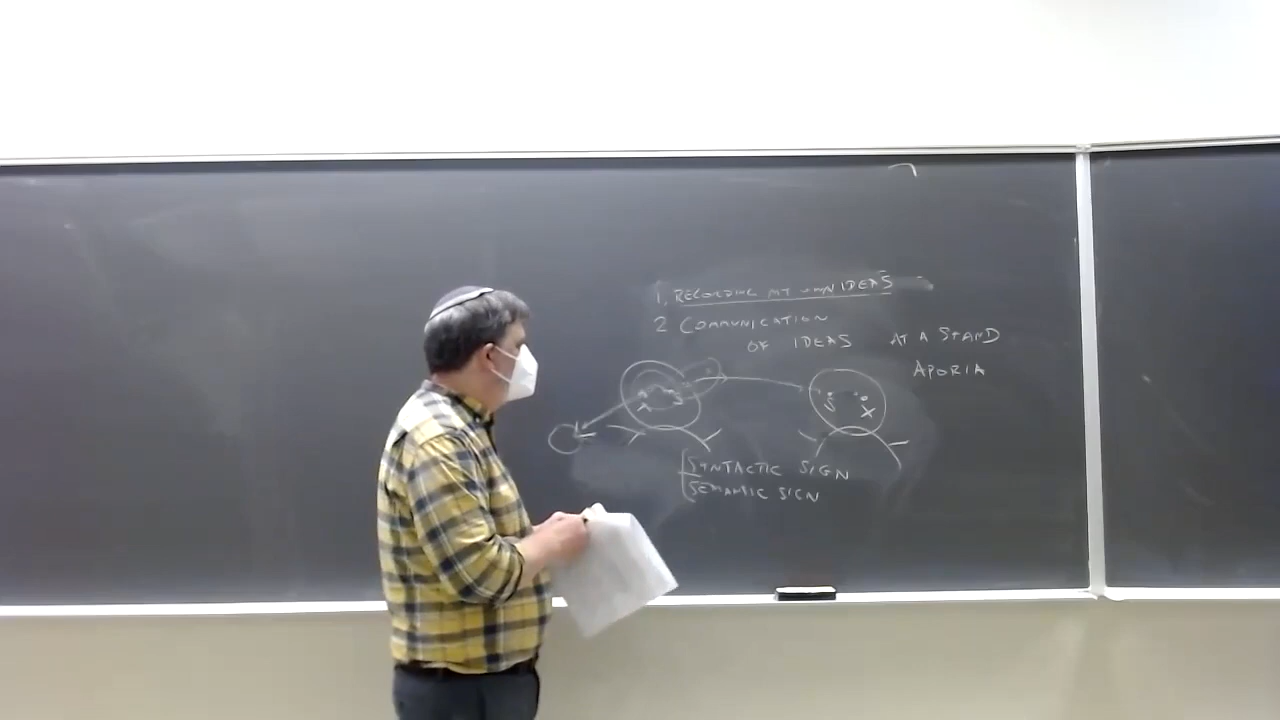 1. RECORDING MY OWN IDEAS
2 COMMUNICATION
OF IDEAS
AT A STAND
APORIA
X
S
S
X
SYNTACTIC SIGN
SEMANTIC SIGN